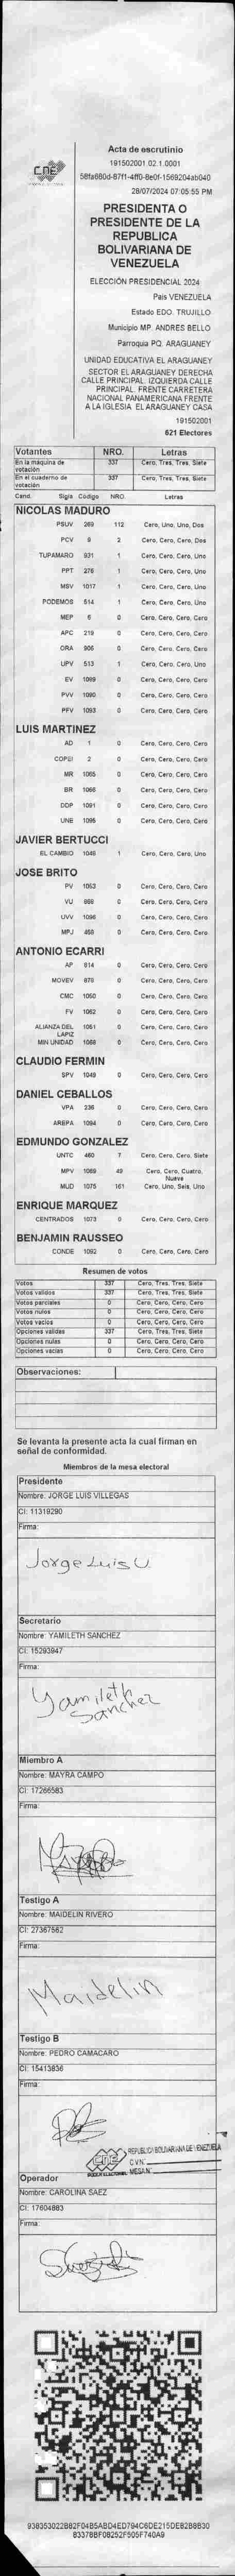 Acta de escrutinio
191502001.02.1.0001
CNE
28/07/2024 07:05:55 PM
PRESIDENTA O
PRESIDENTE DE LA
REPUBLICA
BOLIVARIANA DE
VENEZUELA
ELECCIÓN PRESIDENCIAL 2024
Pais VENEZUELA
Estado EDO. TRUJILLO
Municipio MP. ANDRES BELLO
Parroquia PQ. ARAGUANEY
UNIDAD EDUCATIVA EL ARAGUANEY
SECTOR EL ARAGUANEY DERECHA
CALLE PRINCIPAL. IZQUIERDA CALLE
PRINCIPAL. FRENTE CARRETERA
NACIONAL PANAMERICANA FRENTE
A LA IGLESIA EL ARAGUANEY CASA
191502001
621 Electores
Votantes NRO. Letras
En la máquina de votación 337 Cero, Tres, Tres, Siete
En el cuaderno de votación 337 Cero, Tres, Tres, Siete
Cand. Sigla Código NRO. Letras
NICOLAS MADURO
PSUV 269 112 Cero, Uno, Uno, Dos
PCV 8 2 Cero, Cero, Cero, Dos
TUPAMARO 931 1 Cero, Cero, Cero, Uno
PPT 276 1 Cero, Cero, Cero, Uno
MSV 1017 1 Cero, Cero, Cero, Uno
PODEMOS 514 1 Cero, Cero, Cero, Uno
MEP 6 0 Cero, Cero, Cero, Cero
APC 219 0 Cero, Cero, Cero, Cero
ORA 906 0 Cero, Cero, Cero, Cero
UPV 513 1 Cero, Cero, Cero, Uno
EV 1089 0 Cero, Cero, Cero, Cero
PVV 1090 0 Cero, Cero, Cero, Cero
PFV 1093 0 Cero, Cero, Cero, Cero
LUIS MARTINEZ
AD 1 0 Cero, Cero, Cero, Cero
COPEI 2 0 Cero, Cero, Cero, Cero
MR 1065 0 Cero, Cero, Cero, Cero
BR 1066 0 Cero, Cero, Cero, Cero
DDP 1091 0 Cero, Cero, Cero, Cero
UNE 1095 0 Cero, Cero, Cero, Cero
JAVIER BERTUCCI
EL CAMBIO 1048 1 Cero, Cero, Cero, Uno
JOSE BRITO
PV 1053 0 Cero, Cero, Cero, Cero
VU 0 Cero, Cero, Cero, Cero
UVV 1096 0 Cero, Cero, Cero, Cero
MPJ 0 Cero, Cero, Cero, Cero
ANTONIO ECARRI
AP 914 0 Cero, Cero, Cero, Cero
MOVEV 879 0 Cero, Cero, Cero, Cero
CMC 1050 0 Cero, Cero, Cero, Cero
FV 1062 0 Cero, Cero, Cero, Cero
ALIANZA DEL LAPIZ 1051 0 Cero, Cero, Cero, Cero
MIN UNIDAD 1068 0 Cero, Cero, Cero, Cero
CLAUDIO FERMIN
SPV 1049 0 Cero, Cero, Cero, Cero
DANIEL CEBALLOS
VPA 236 0 Cero, Cero, Cero, Cero
AREPA 1094 0 Cero, Cero, Cero, Cero
EDMUNDO GONZALEZ
UNTC 460 7 Cero, Cero, Cero, Siete
MPV 1069 49 Cero, Cero, Cuatro, Nueve
MUD 1075 161 Cero, Uno, Seis, Uno
ENRIQUE MARQUEZ
CENTRADOS 1073 0 Cero, Cero, Cero, Cero
BENJAMIN RAUSSEO
CONDE 1092 0 Cero, Cero, Cero, Cero
Resumen de votos
Votos 337 Cero, Tres, Tres, Siete
Votos validos 337 Cero, Tres, Tres, Siete
Votos parciales 0 Cero, Cero, Cero, Cero
Votos nulos 0 Cero, Cero, Cero, Cero
Votos vacios 0 Cero, Cero, Cero, Cero
Opciones validas 337 Cero, Tres, Tres, Siete
Opciones nulas 0 Cero, Cero, Cero, Cero
Opciones vacias 0 Cero, Cero, Cero, Cero
Observaciones:
Se levanta la presente acta la cual firman en
señal de conformidad.
Miembros de la mesa electoral
Presidente
Nombre: JORGE LUIS VILLEGAS
CI: 11319290
Firma:
Jorge Luis V
Secretario
Nombre: YAMILETH SANCHEZ
CI: 15293947
Firma:
Yamileth
Sanchez
Miembro A
Nombre: MAYRA CAMPO
CI: 17266583
Firma:
Testigo A
Nombre: MAIDELIN RIVERO
CI: 27367562
Firma:
Maidelin
Testigo B
Nombre: PEDRO CAMACARO
CI: 15413836
Firma:
CNE
PODER ELECTORAL
REPUBLICA BOLIVARIANA DE VENEZUELA
C.V.N°
MESA N°
Operador
Nombre: CAROLINA SAEZ
CI: 17604863
Firma: